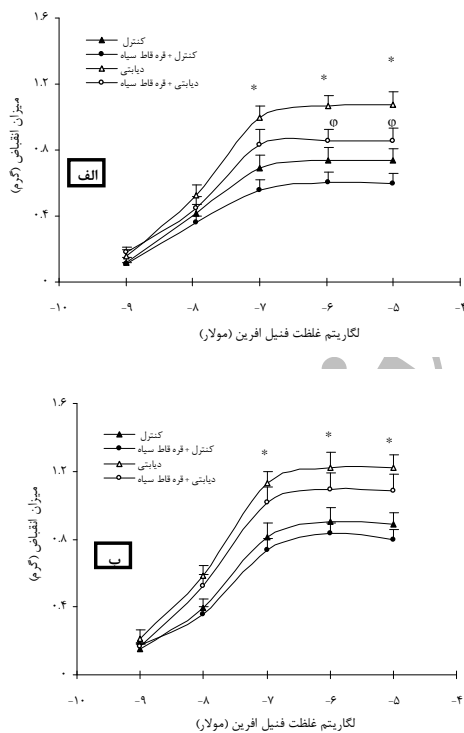 ۱.۶
کنترل
کنترل + قره قاط سیاه
دیابتی
دیابتی + قره قاط سیاه
۱.۲
* * *
φ φ
۰.۸
الف
میزان انقباض (گرم)
۰.۴
۰
-۱۰ -۹ -۸ -۷ -۶ -۵ -۴
لگاریتم غلظت فنیل افرین (مولار)
۱.۶
کنترل
کنترل + قره قاط سیاه
دیابتی
دیابتی + قره قاط سیاه
* * *
۱.۲
۰.۸
ب
میزان انقباض (گرم)
۰.۴
۰
-۱۰ -۹ -۸ -۷ -۶ -۵ -۴
لگاریتم غلظت فنیل افرین (مولار)